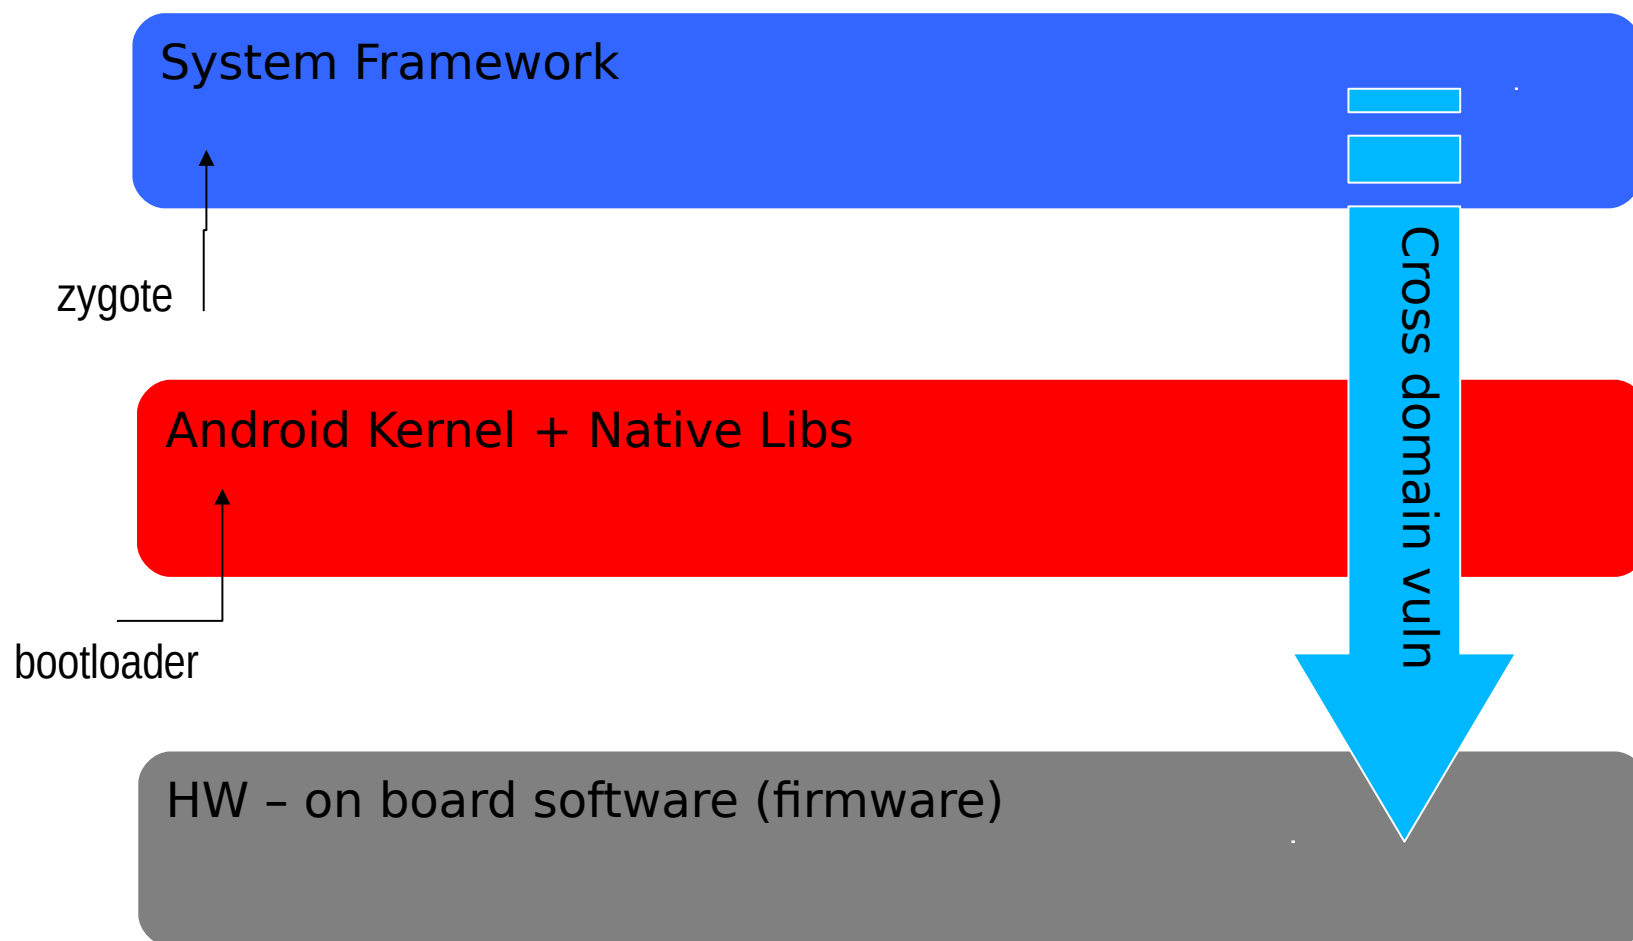 System Framework
zygote
Cross domain vuln
Android Kernel + Native Libs
bootloader
HW – on board software (firmware)